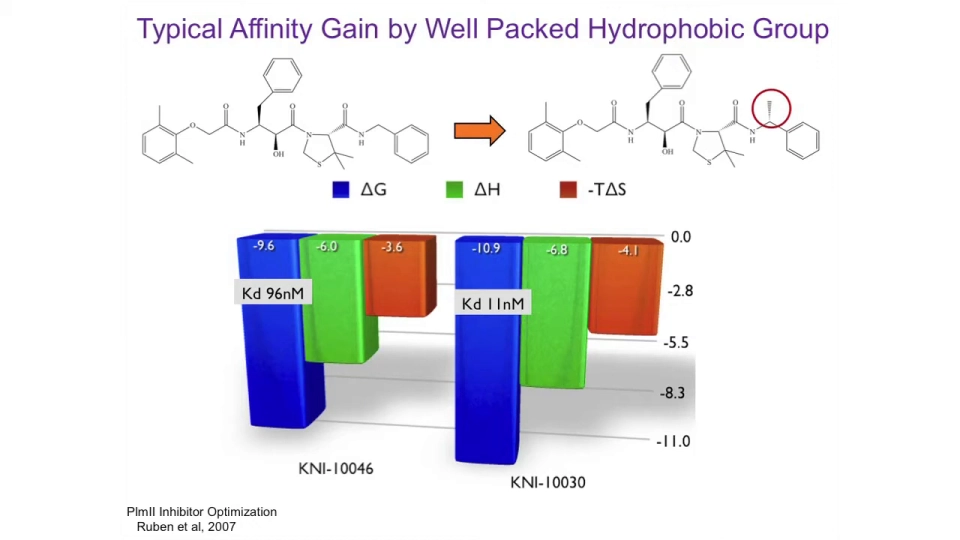 Typical Affinity Gain by Well Packed Hydrophobic Group
O
O
O
O
N
H
OH
N
S
N
H
O
O
O
O
N
H
OH
N
S
N
H
ΔG
ΔH
-TΔS
-9.6
-6.0
-3.6
-10.9
-6.8
-4.1
0.0
Kd 96nM
Kd 11nM
-2.8
-5.5
-8.3
-11.0
KNI-10046
KNI-10030
PlmII Inhibitor Optimization
Ruben et al, 2007